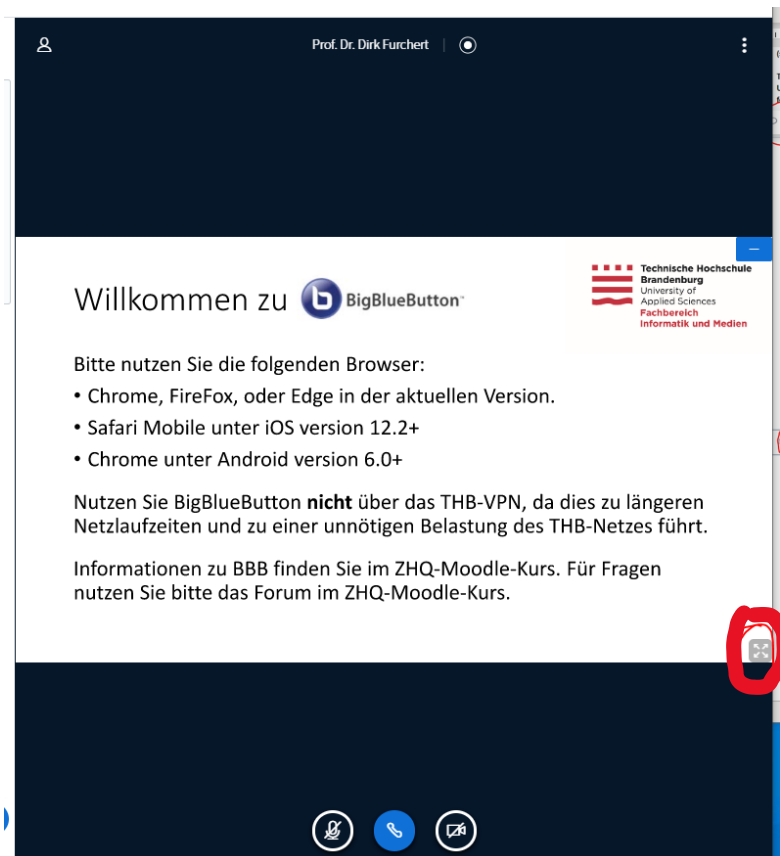 Prof. Dr. Dirk Furchert
Willkommen zu BigBlueButton
Technische Hochschule
Brandenburg
University of
Applied Sciences
Fachbereich
Informatik und Medien
Bitte nutzen Sie die folgenden Browser:
• Chrome, FireFox, oder Edge in der aktuellen Version.
• Safari Mobile unter iOS version 12.2+
• Chrome unter Android version 6.0+
Nutzen Sie BigBlueButton nicht über das THB-VPN, da dies zu längeren
Netzlaufzeiten und zu einer unnötigen Belastung des THB-Netzes führt.
Informationen zu BBB finden Sie im ZHQ-Moodle-Kurs. Für Fragen
nutzen Sie bitte das Forum im ZHQ-Moodle-Kurs.